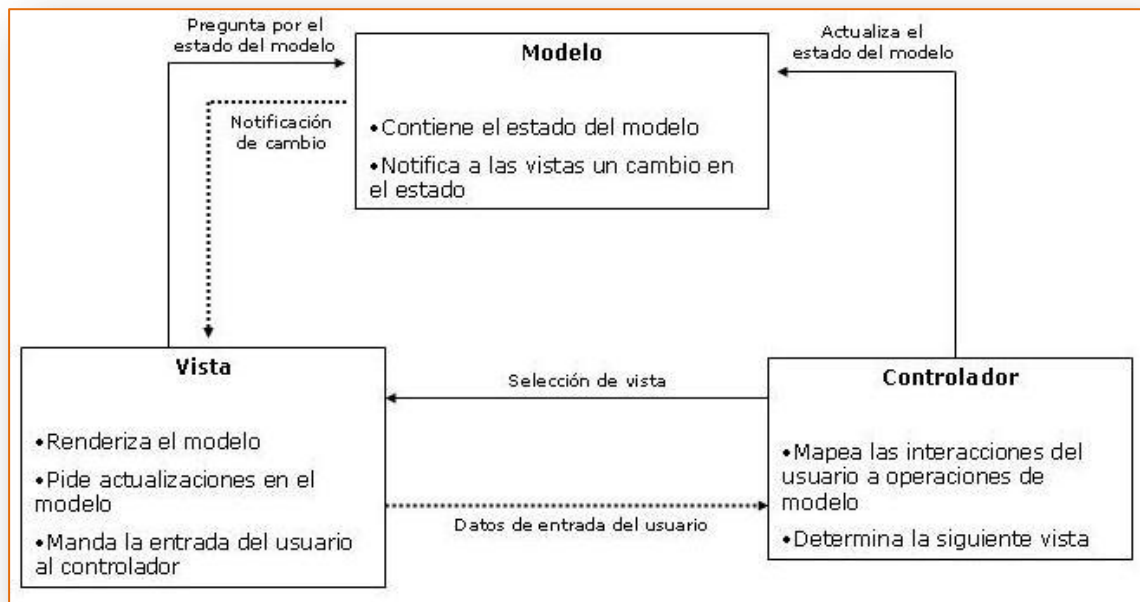 Pregunta por el
estado del modelo
Actualiza el
estado del modelo
Modelo
•Contiene el estado del modelo
•Notifica a las vistas un cambio en
el estado
Notificación
de cambio
Vista
•Renderiza el modelo
•Pide actualizaciones en el
modelo
•Manda la entrada del usuario
al controlador
Selección de vista
Datos de entrada del usuario
Controlador
•Mapea las interacciones del
usuario a operaciones de
modelo
•Determina la siguiente vista